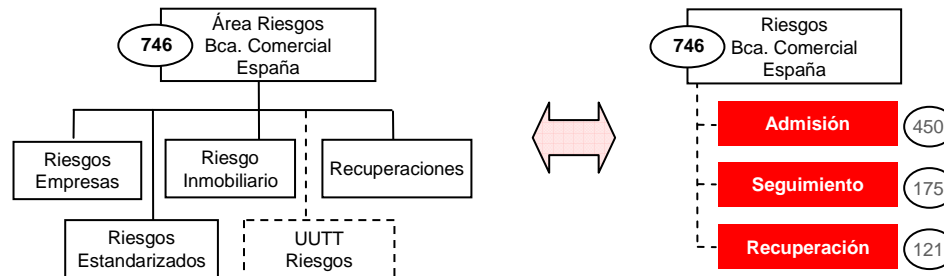 746
Área Riesgos
Bca. Comercial
España
Riesgos
Empresas
Riesgo
Inmobiliario
Recuperaciones
Riesgos
Estandarizados
UUTT
Riesgos
746
Riesgos
Bca. Comercial
España
Admisión
450
Seguimiento
175
Recuperación
121